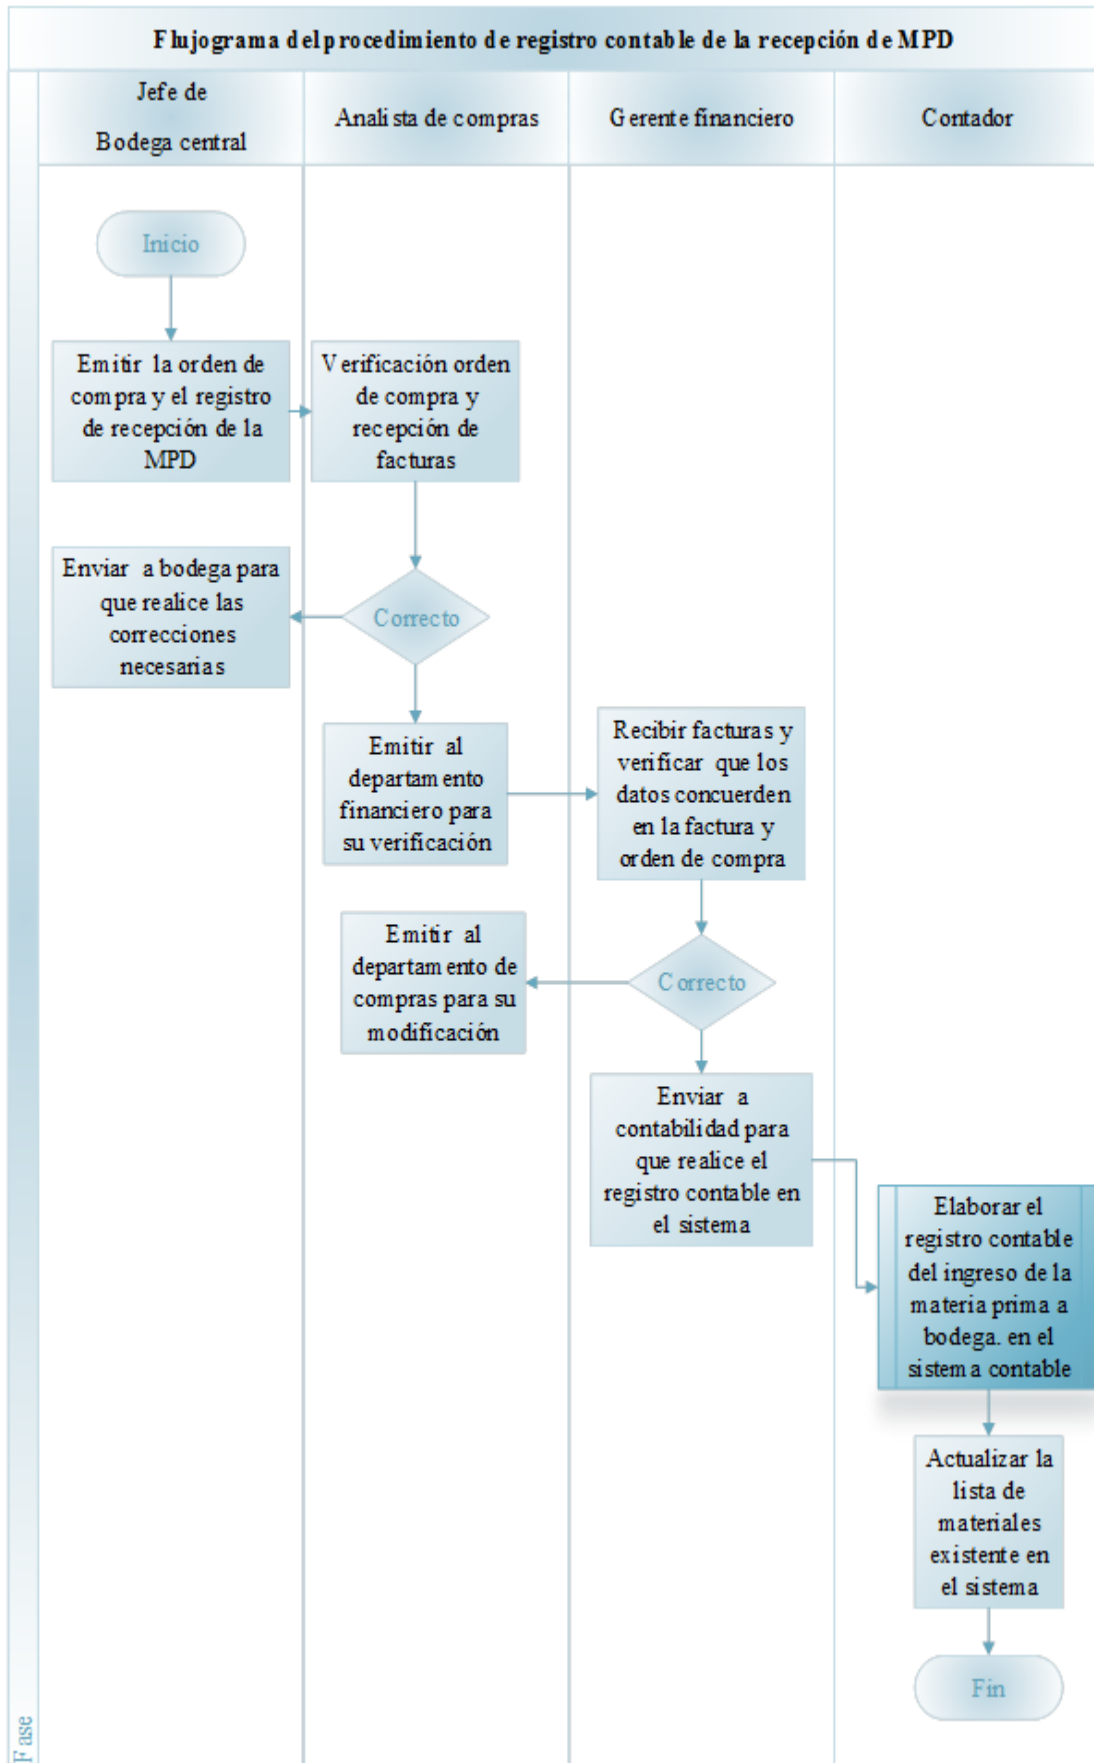 Flujograma del procedimiento de registro contable de la recepción de MPD
Jefe de
Bodega central
Analista de compras
Gerente financiero
Contador
Inicio
Emitir la orden de
compra y el registro
de recepción de la
MPD
Verificación orden
de compra y
recepción de
facturas
Enviar a bodega para
que realice las
correcciones
necesarias
Correcto
Emitir al
departamento
financiero para
su verificación
Recibir facturas y
verificar que los
datos concuerden
en la factura y
orden de compra
Emitir al
departamento de
compras para su
modificación
Correcto
Enviar a
contabilidad para
que realice el
registro contable en
el sistema
Elaborar el
registro contable
del ingreso de la
materia prima a
bodega. en el
sistema contable
Actualizar la
lista de
materiales
existente en
el sistema
Fin
Fase